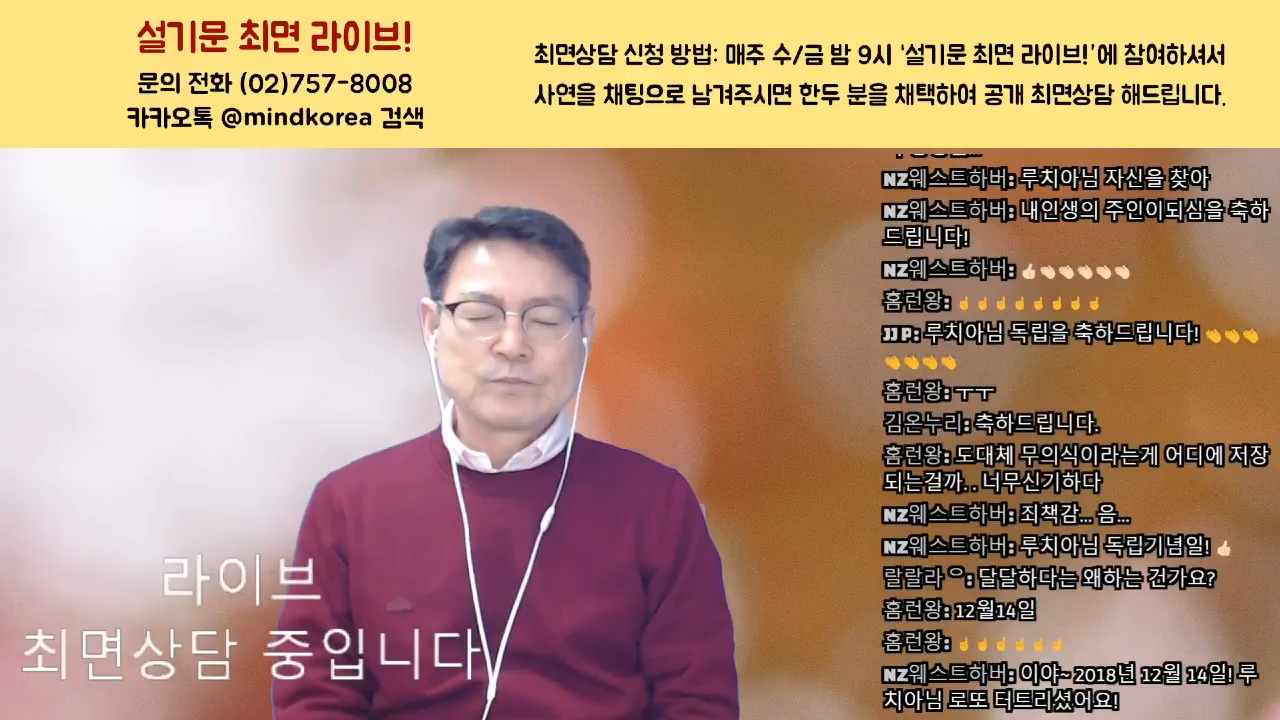 설기문 최면 라이브!
문의 전화 (02)757-8008
카카오톡 @mindkorea 검색
최면상담 신청 방법: 매주 수/금 밤 9시 ‘설기문 최면 라이브!’에 참여하셔서
사연을 채팅으로 남겨주시면 한두 분을 채택하여 공개 최면상담 해드립니다.
NZ웨스트하버: 루치아님 자신을 찾아
NZ웨스트하버: 내인생의 주인이되심을 축하
드립니다!
NZ웨스트하버: 👍🏻👏🏻👏🏻👏🏻👏🏻👏🏻
홈런왕: ☝☝☝☝☝☝☝☝
JJ P: 루치아님 독립을 축하드립니다! 👏👏👏
👏👏👏👏
홈런왕: ㅜㅜ
김온누리: 축하드립니다.
홈런왕: 도대체 무의식이라는게 어디에 저장
되는걸까. . 너무신기하다
NZ웨스트하버: 죄책감... 음...
NZ웨스트하버: 루치아님 독립기념일! 👍🏻
랄랄라ᄋ: 달달하다는 왜하는 건가요?
홈런왕: 12월14일
홈런왕: ☝☝☝☝☝☝
NZ웨스트하버: 이야~ 2018년 12월 14일! 루
치아님 로또 터트리셨어요!
라이브
최면상담 중입니다